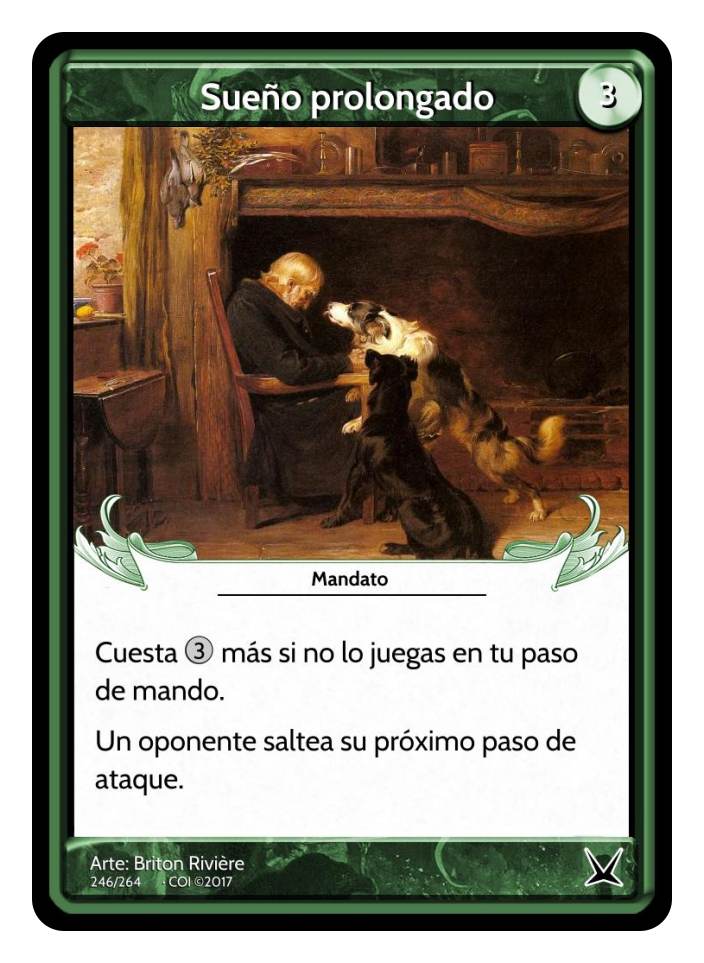 Sueño prolongado
3
Mandato
Cuesta 3 más si no lo juegas en tu paso
de mando.
Un oponente saltea su próximo paso de
ataque.
Arte: Briton Rivière
246/264 · COI ©2017